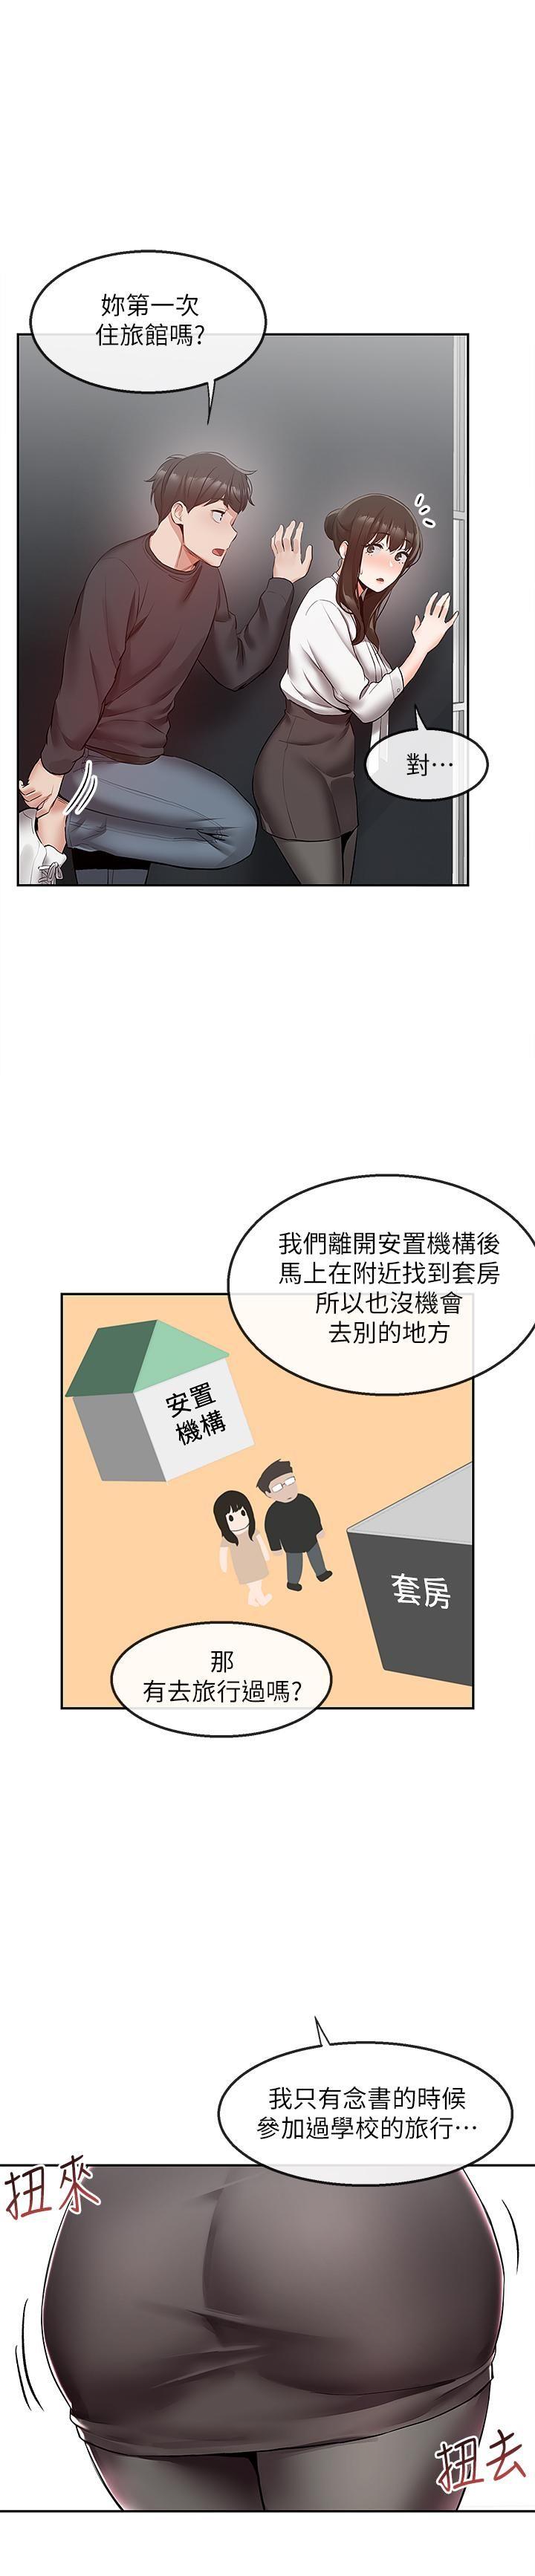 妳第一次
住旅館嗎?
對…
我們離開安置機構後
馬上在附近找到套房
所以也沒機會
去別的地方
安置
機構
套房
那
有去旅行過嗎?
我只有念書的時候
參加過學校的旅行…
扭來
扭去